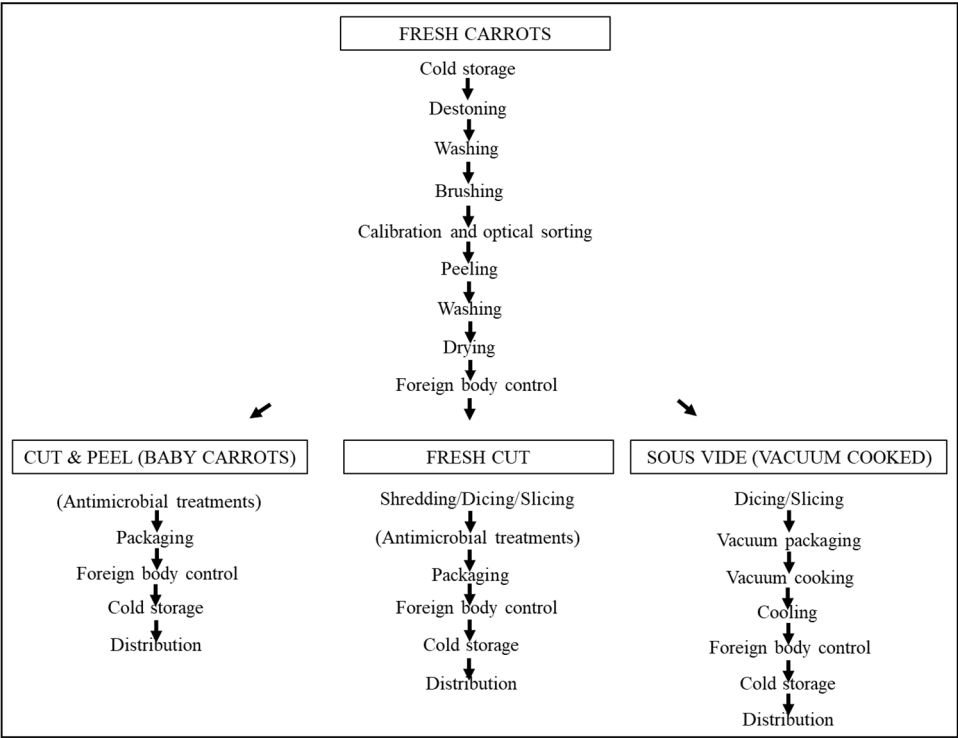 FRESH CARROTS
Cold storage
Destoning
Washing
Brushing
Calibration and optical sorting
Peeling
Washing
Drying
Foreign body control
CUT & PEEL (BABY CARROTS)
(Antimicrobial treatments)
Packaging
Foreign body control
Cold storage
Distribution
FRESH CUT
Shredding/Dicing/Slicing
(Antimicrobial treatments)
Packaging
Foreign body control
Cold storage
Distribution
SOUS VIDE (VACUUM COOKED)
Dicing/Slicing
Vacuum packaging
Vacuum cooking
Cooling
Foreign body control
Cold storage
Distribution